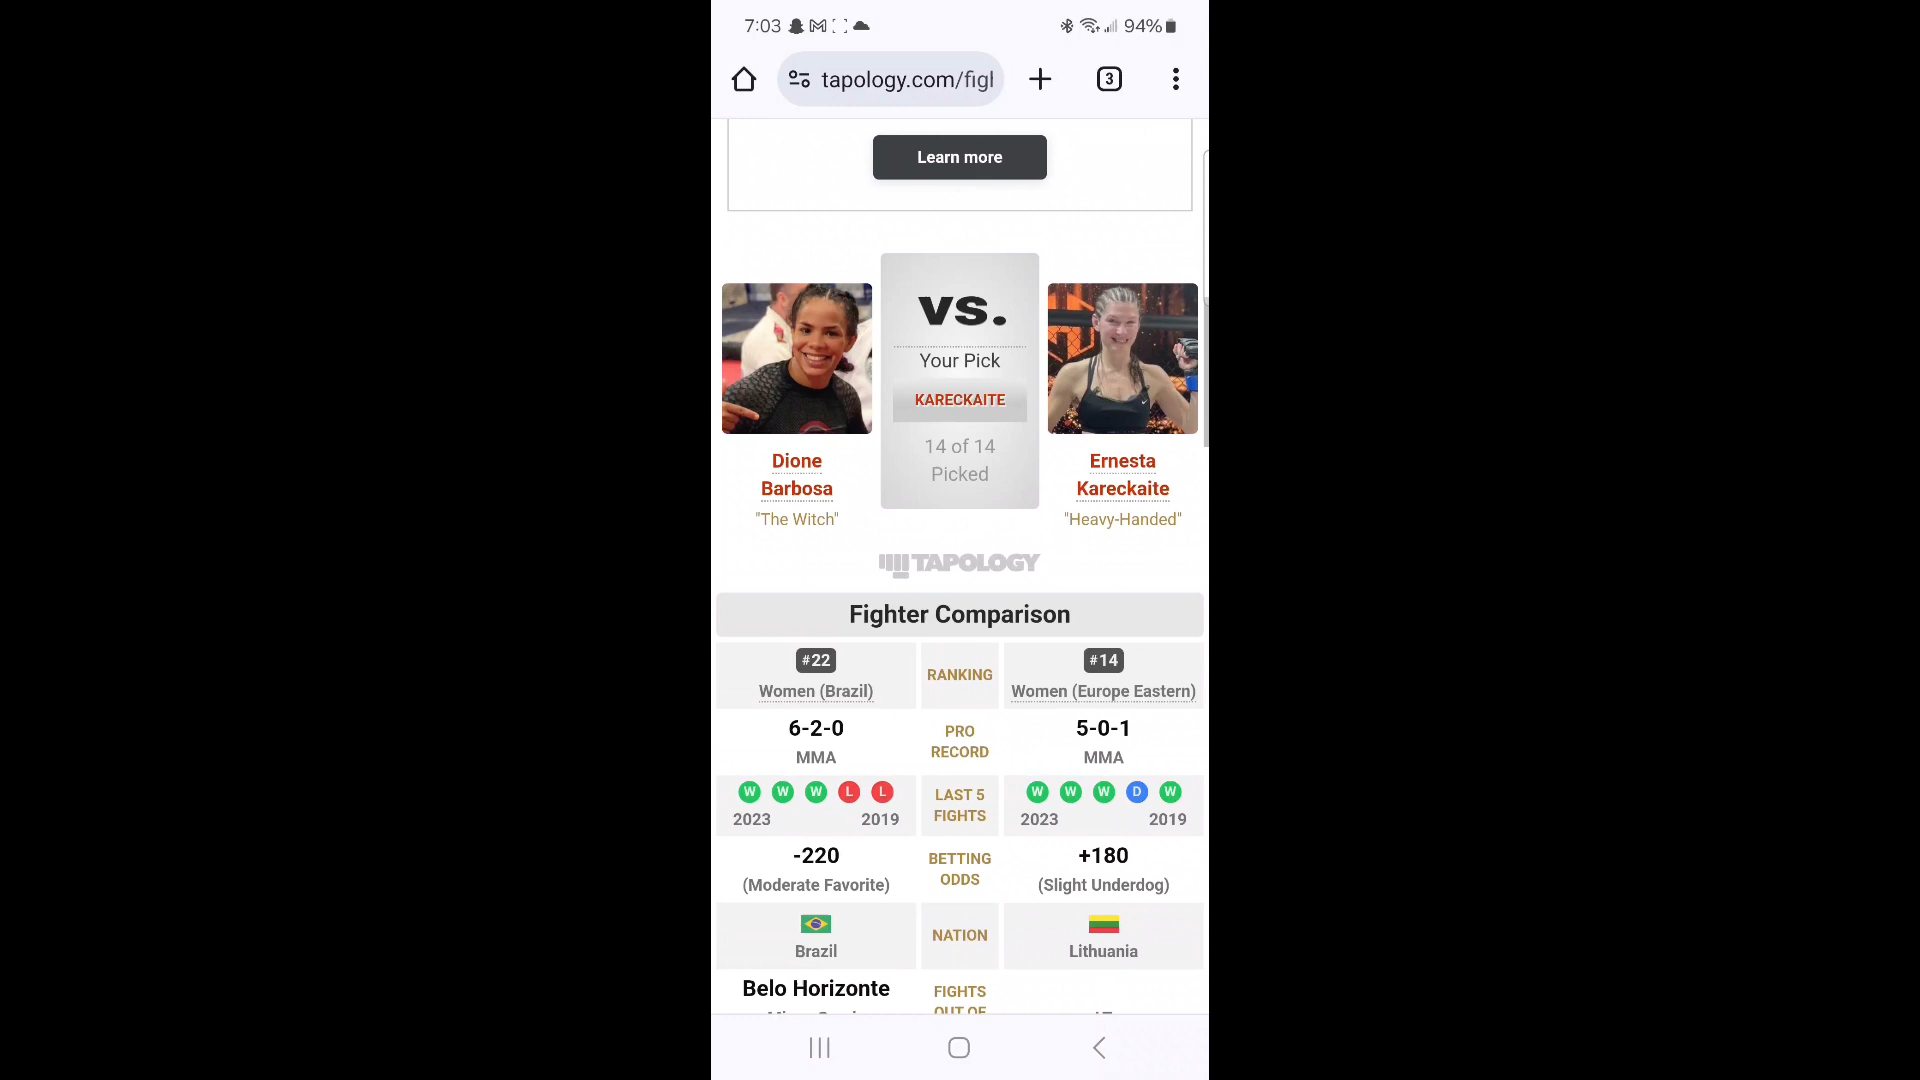 7:03 94%
tapology.com/figl 3
Learn more
vs.
Your Pick
KARECKAITE
14 of 14
Picked
Dione
Barbosa
"The Witch"
Ernesta
Kareckaite
"Heavy-Handed"
TAPOLOGY
Fighter Comparison
#22 RANKING #14
Women (Brazil) Women (Europe Eastern)
6-2-0 PRO RECORD 5-0-1
MMA MMA
W W W L L LAST 5 FIGHTS W W W D W
2023 2019 2023 2019
-220 BETTING ODDS +180
(Moderate Favorite) (Slight Underdog)
NATION
Brazil Lithuania
Belo Horizonte FIGHTS
OUT OF